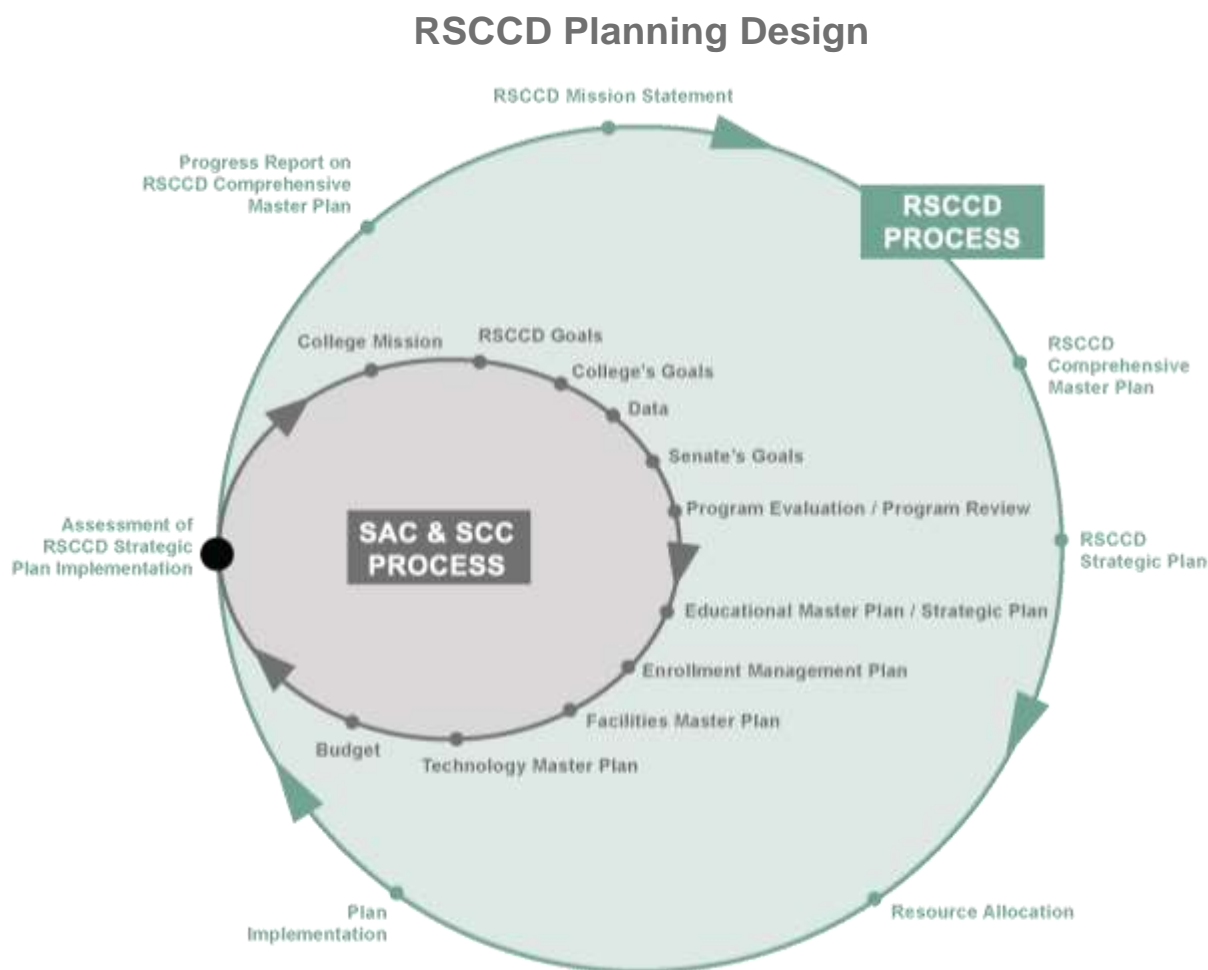 RSCCD Planning Design
RSCCD Mission Statement
Progress Report on
RSCCD Comprehensive
Master Plan
RSCCD
PROCESS
RSCCD
Comprehensive
Master Plan
College Mission
RSCCD Goals
College's Goals
Data
Senate's Goals
Program Evaluation / Program Review
SAC & SCC
PROCESS
Assessment of
RSCCD Strategic
Plan Implementation
RSCCD
Strategic Plan
Educational Master Plan / Strategic Plan
Enrollment Management Plan
Facilities Master Plan
Technology Master Plan
Budget
Plan
Implementation
Resource Allocation